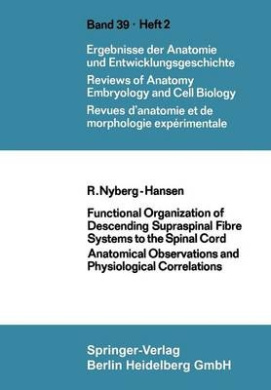 Band 39 · Heft 2
Ergebnisse der Anatomie
und Entwicklungsgeschichte
Reviews of Anatomy
Embryology and Cell Biology
Revues d'anatomie et de
morphologie expérimentale
R. Nyberg-Hansen
Functional Organization of
Descending Supraspinal Fibre
Systems to the Spinal Cord
Anatomical Observations and
Physiological Correlations
Springer-Verlag
Berlin Heidelberg GmbH